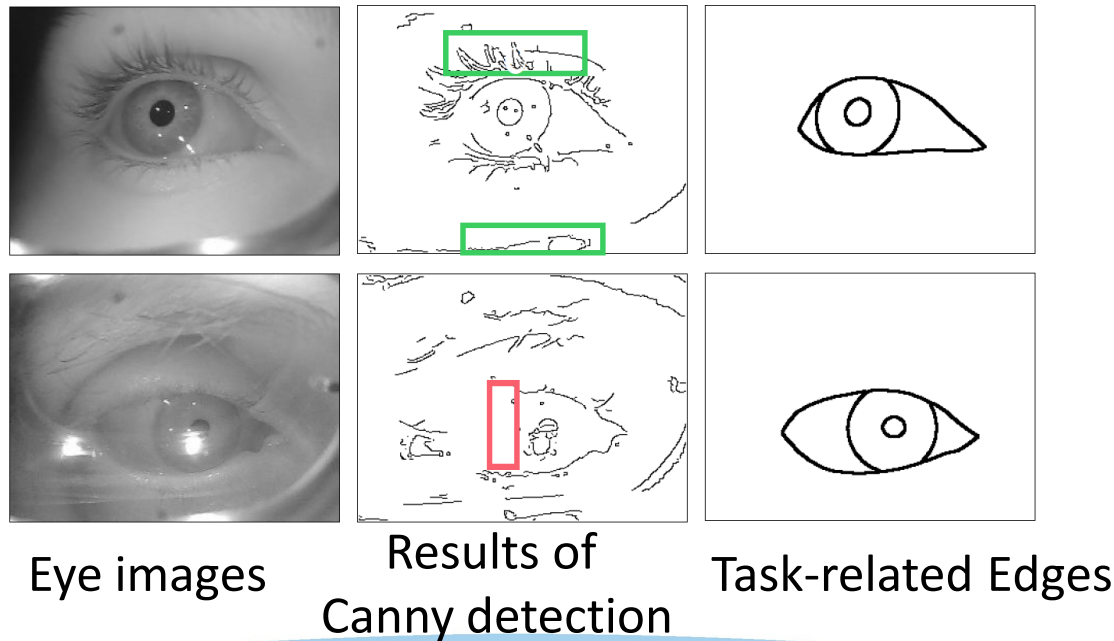 Eye images
Results of
Canny detection
Task-related Edges